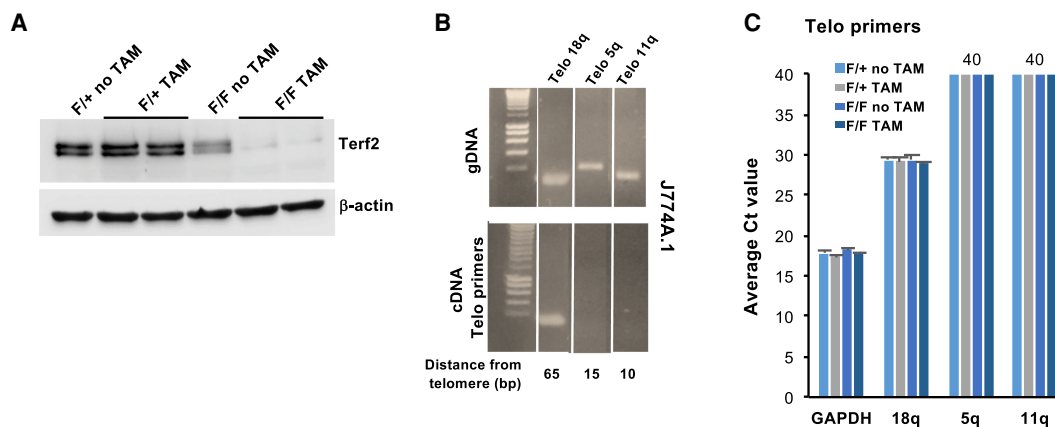 A
F/+ no TAM
F/+ TAM
F/F no TAM
F/F TAM
Terf2
β-actin
B
Telo 18q
Telo 5q
Telo 11q
gDNA
cDNA
Telo primers
J774A.1
Distance from
telomere (bp)
65 15 10
C
Telo primers
F/+ no TAM
F/+ TAM
F/F no TAM
F/F TAM
40 40
Average Ct value
40
35
30
25
20
15
10
5
0
GAPDH 18q 5q 11q